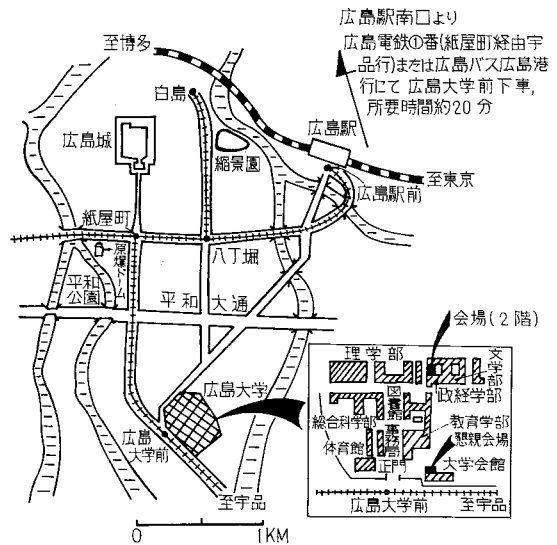 広島駅南口より
広島電鉄①番(紙屋町経由宇
品行)または広島バス広島港
行にて 広島大学前下車,
所要時間約20分
至博多
白島
広島城
縮景園
広島駅
至東京
広島駅前
紙屋町
八丁堀
原爆ドーム
平和
公園
平和大通
広島大学
広島
大学前
至宇品
0 1KM
会場(2階)
理学部
文学部
政経学部
図書館
総合科学部
事務局
教育学部
懇親会場
体育館
正門
大学会館
広島大学前
至宇品